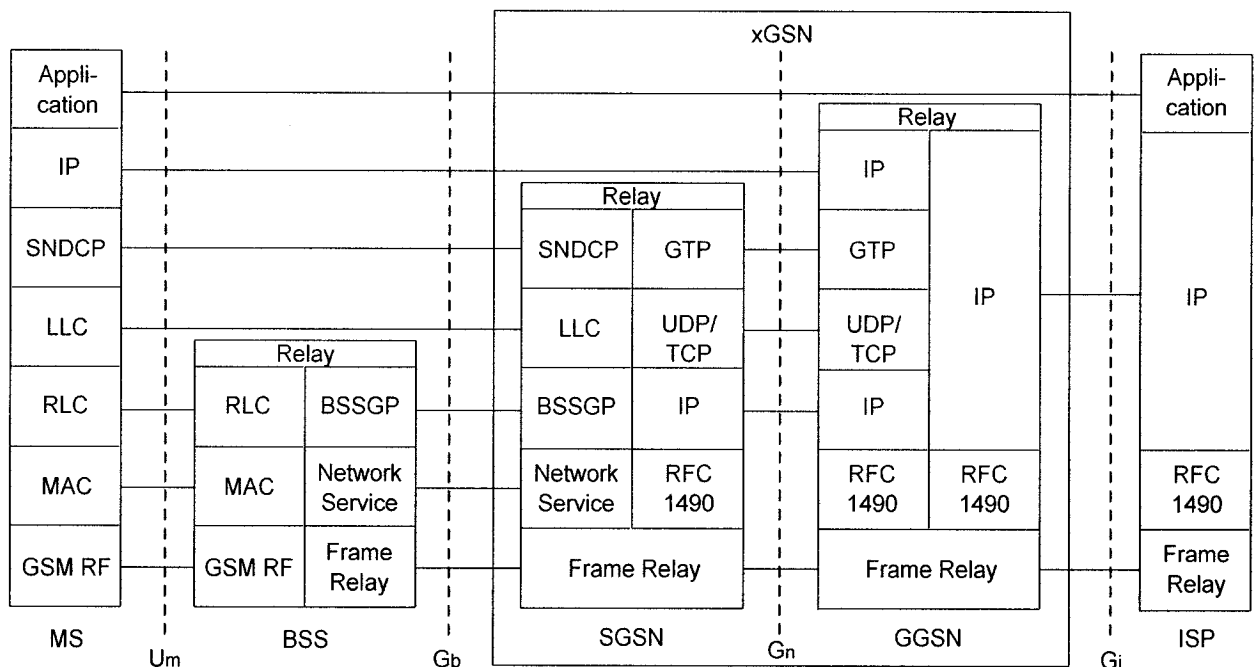 xGSN
Appli-
cation
IP
SNDCP
LLC
RLC
MAC
GSM RF
MS
Um
Relay
RLC
BSSGP
MAC
Network
Service
GSM RF
Frame
Relay
BSS
Gb
Relay
SNDCP
GTP
LLC
UDP/
TCP
BSSGP
IP
Network
Service
RFC
1490
Frame Relay
SGSN
Gn
Relay
IP
GTP
UDP/
TCP
IP
RFC
1490
IP
RFC
1490
Frame Relay
GGSN
Gi
Appli-
cation
IP
RFC
1490
Frame
Relay
ISP